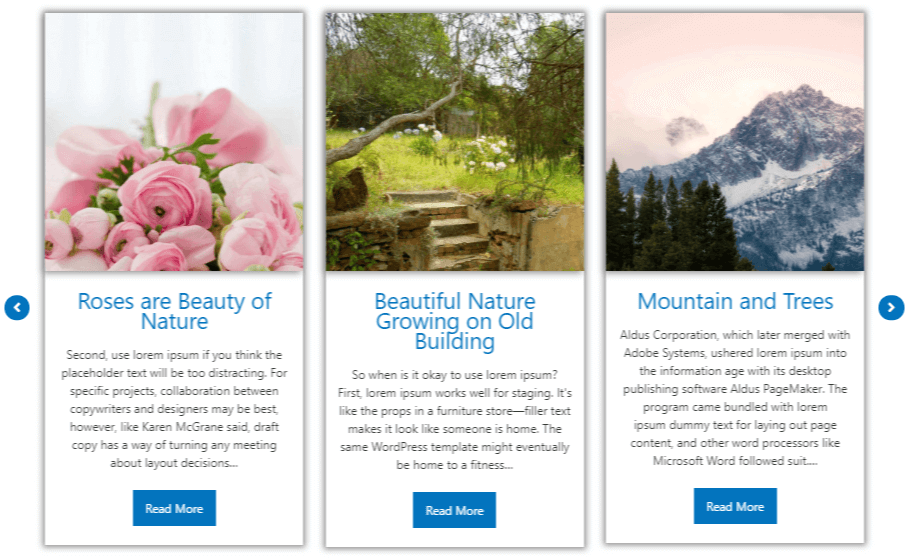 Roses are Beauty of
Nature
Second, use lorem ipsum if you think the
placeholder text will be too distracting. For
specific projects, collaboration between
copywriters and designers may be best,
however, like Karen McGrane said, draft
copy has a way of turning any meeting
about layout decisions...
Read More
Beautiful Nature
Growing on Old
Building
So when is it okay to use lorem ipsum?
First, lorem ipsum works well for staging. It's
like the props in a furniture store—filler text
makes it look like someone is home. The
same WordPress template might eventually
be home to a fitness...
Read More
Mountain and Trees
Aldus Corporation, which later merged with
Adobe Systems, ushered lorem ipsum into
the information age with its desktop
publishing software Aldus PageMaker. The
program came bundled with lorem
ipsum dummy text for laying out page
content, and other word processors like
Microsoft Word followed suit....
Read More